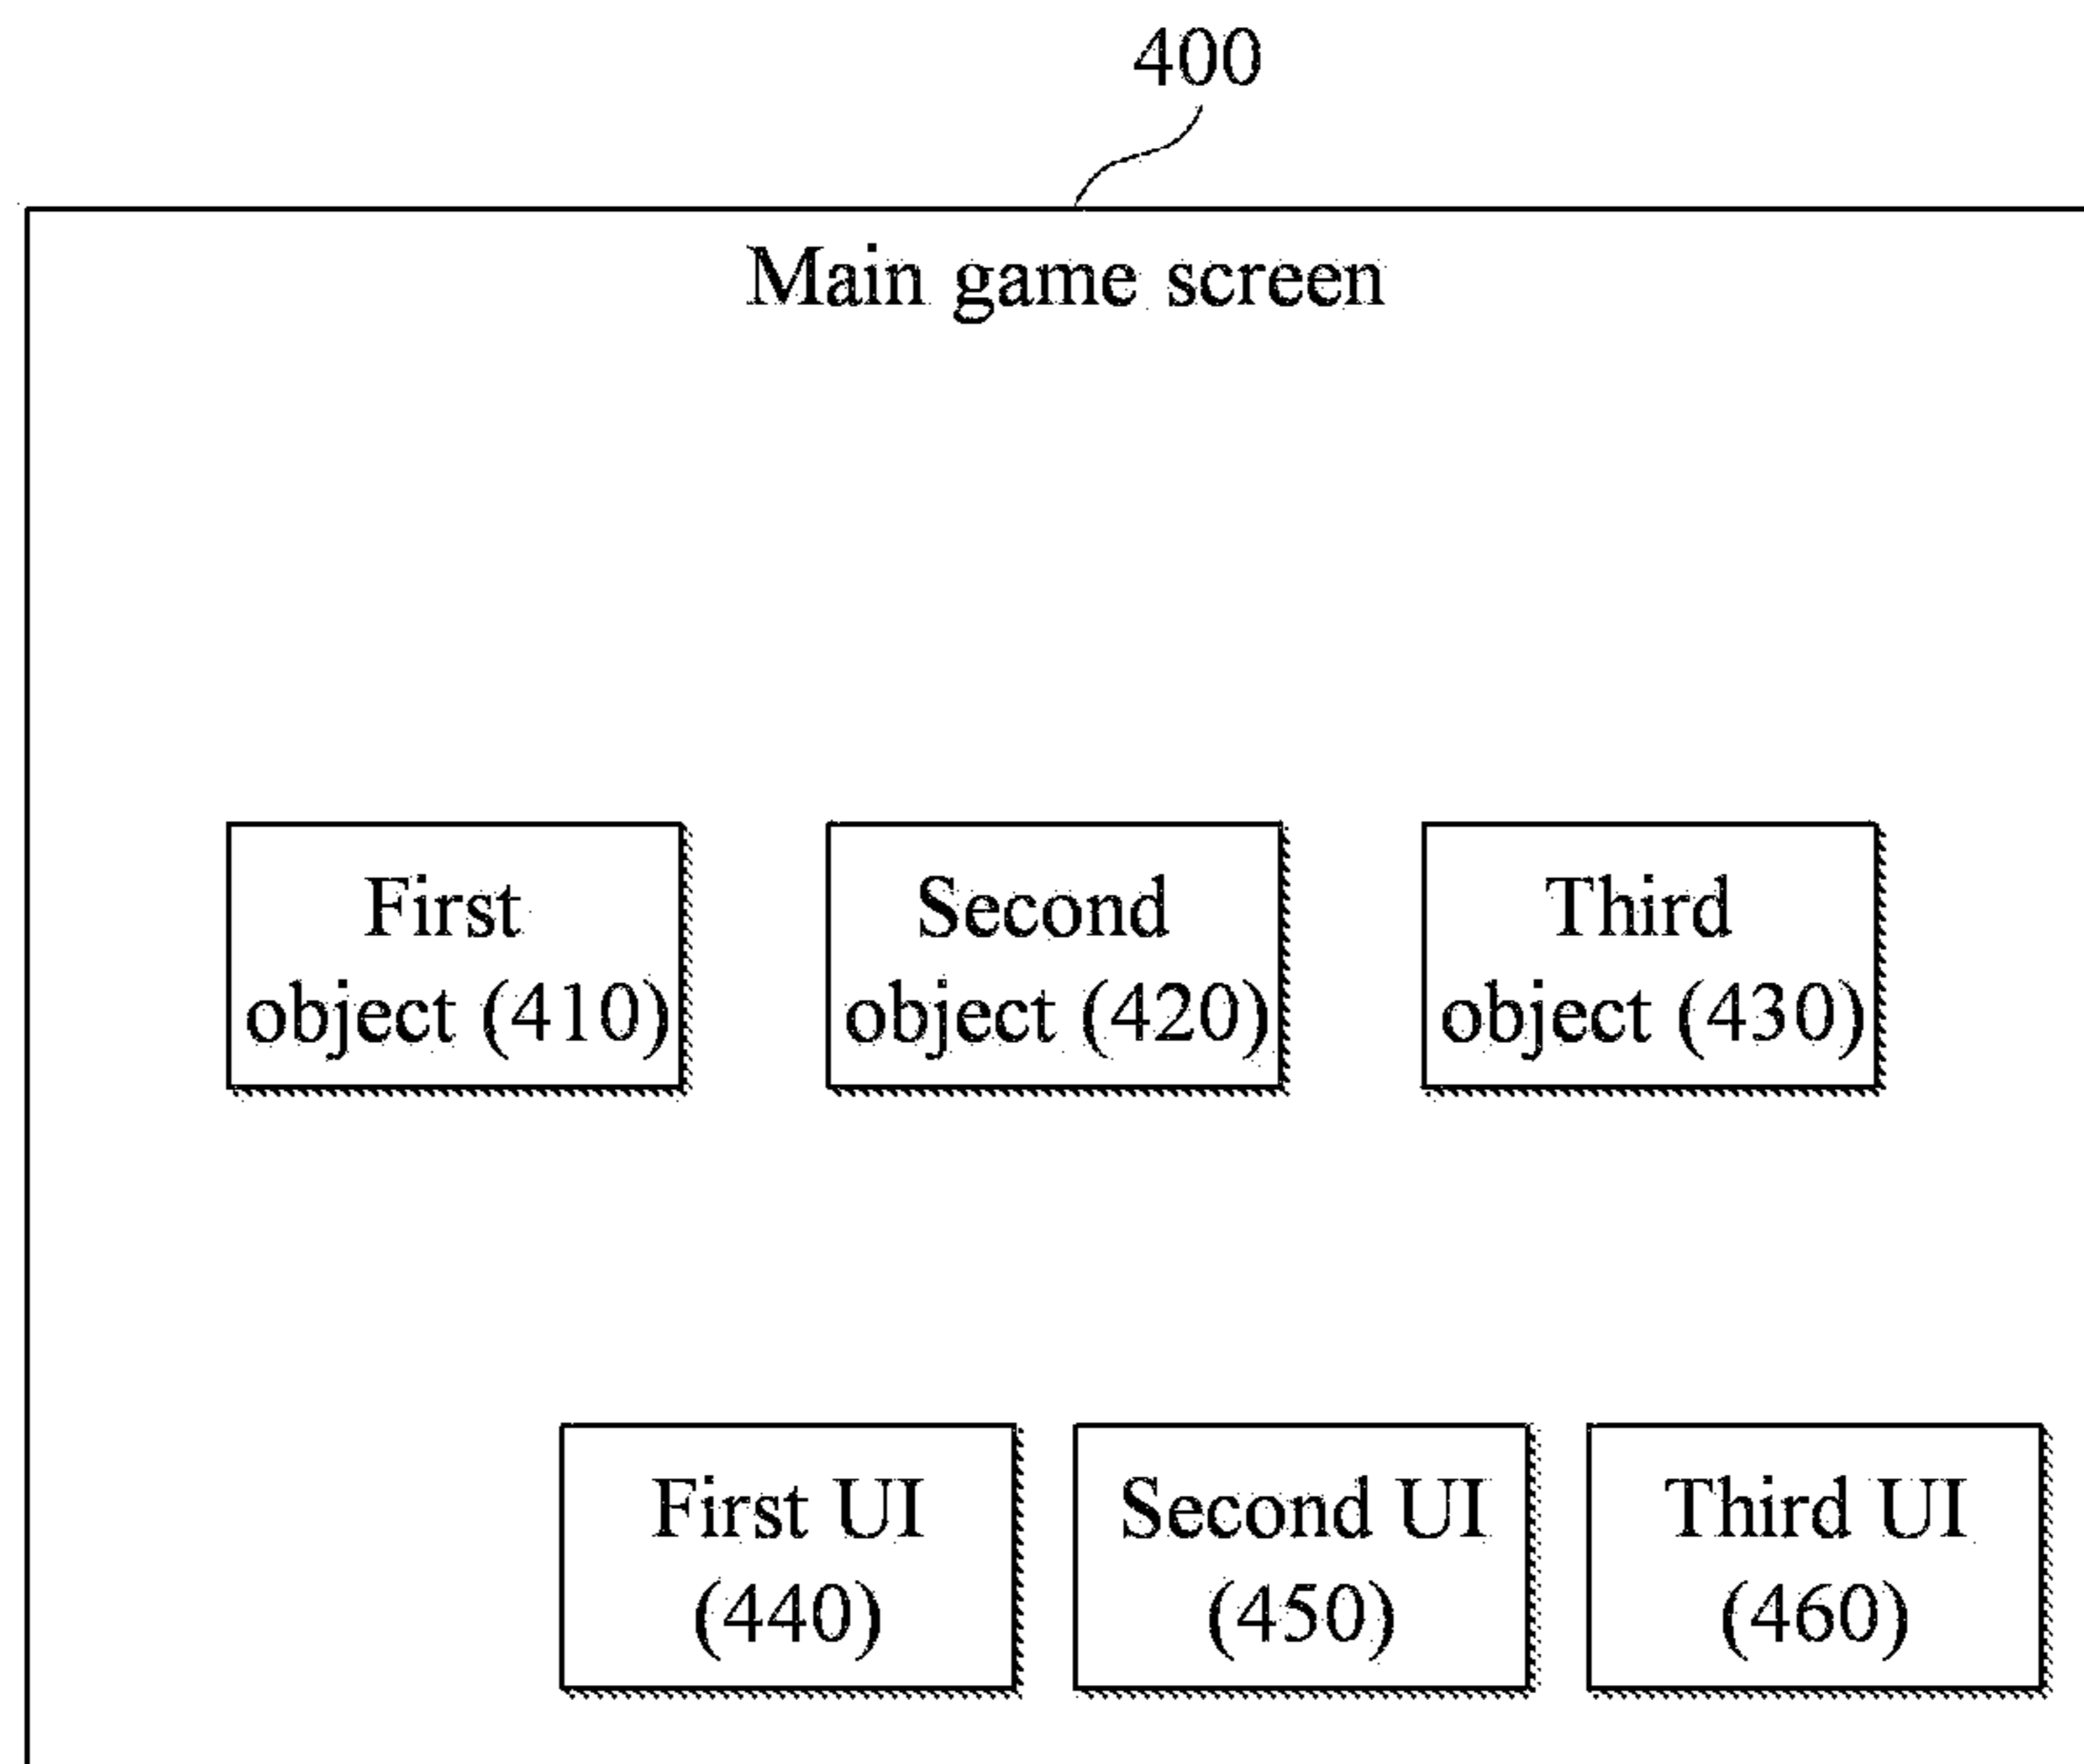 400
Main game screen
First
object (410)
Second
object (420)
Third
object (430)
First UI
(440)
Second UI
(450)
Third UI
(460)